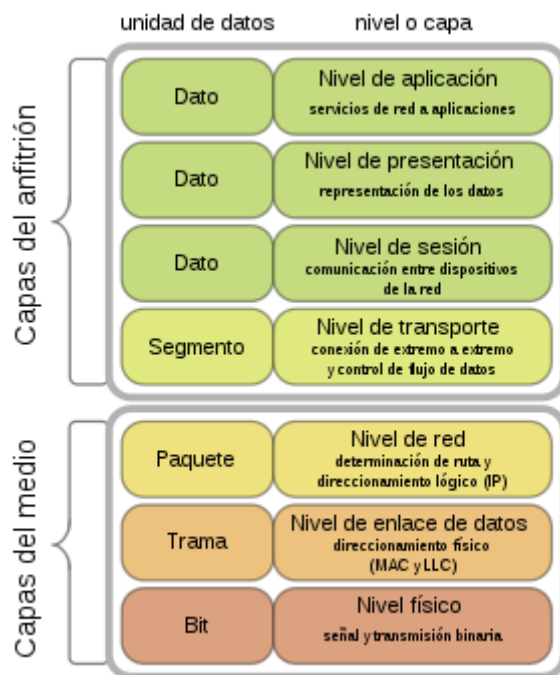 unidad de datos
nivel o capa
Capas del anfitrión
Dato
Nivel de aplicación
servicios de red a aplicaciones
Dato
Nivel de presentación
representación de los datos
Dato
Nivel de sesión
comunicación entre dispositivos
de la red
Segmento
Nivel de transporte
conexión de extremo a extremo
y control de flujo de datos
Capas del medio
Paquete
Nivel de red
determinación de ruta y
direccionamiento lógico (IP)
Trama
Nivel de enlace de datos
direccionamiento físico
(MAC y LLC)
Bit
Nivel físico
señal y transmisión binaria